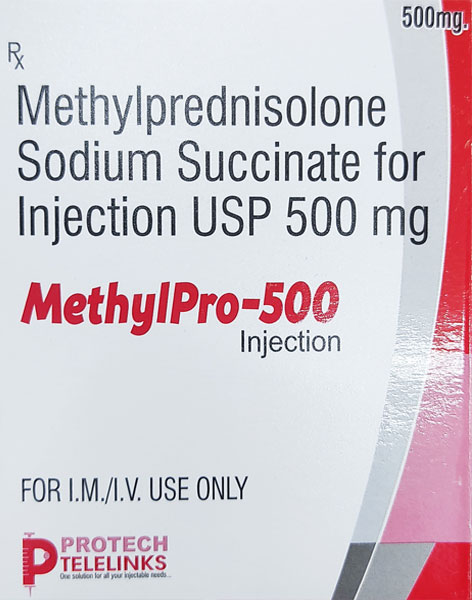 500mg.
Rx
Methylprednisolone
Sodium Succinate for
Injection USP 500 mg
MethylPro-500
Injection
FOR I.M./I.V. USE ONLY
P PROTECH
TELELINKS
One solution for all your injectable needs...